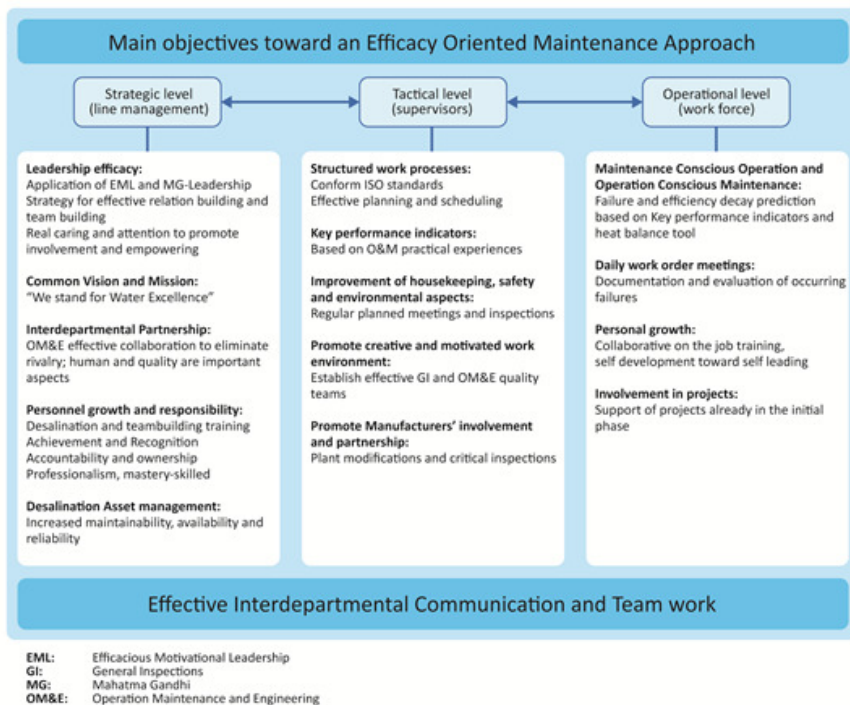 Main objectives toward an Efficacy Oriented Maintenance Approach
Strategic level
(line management)
Tactical level
(supervisors)
Operational level
(work force)
Leadership efficacy:
Application of EML and MG-Leadership
Strategy for effective relation building and
team building
Real caring and attention to promote
involvement and empowering
Common Vision and Mission:
“We stand for Water Excellence”
Interdepartmental Partnership:
OM&E effective collaboration to eliminate
rivalry; human and quality are important
aspects
Personnel growth and responsibility:
Desalination and teambuilding training
Achievement and Recognition
Accountability and ownership
Professionalism, mastery-skilled
Desalination Asset management:
Increased maintainability, availability and
reliability
Structured work processes:
Conform ISO standards
Effective planning and scheduling
Key performance indicators:
Based on O&M practical experiences
Improvement of housekeeping, safety
and environmental aspects:
Regular planned meetings and inspections
Promote creative and motivated work
environment:
Establish effective GI and OM&E quality
teams
Promote Manufacturers’ involvement
and partnership:
Plant modifications and critical inspections
Maintenance Conscious Operation and
Operation Conscious Maintenance:
Failure and efficiency decay prediction
based on Key performance indicators and
heat balance tool
Daily work order meetings:
Documentation and evaluation of occurring
failures
Personal growth:
Collaborative on the job training,
self development toward self leading
Involvement in projects:
Support of projects already in the initial
phase
Effective Interdepartmental Communication and Team work
EML: Efficacious Motivational Leadership
GI: General Inspections
MG: Mahatma Gandhi
OM&E: Operation Maintenance and Engineering